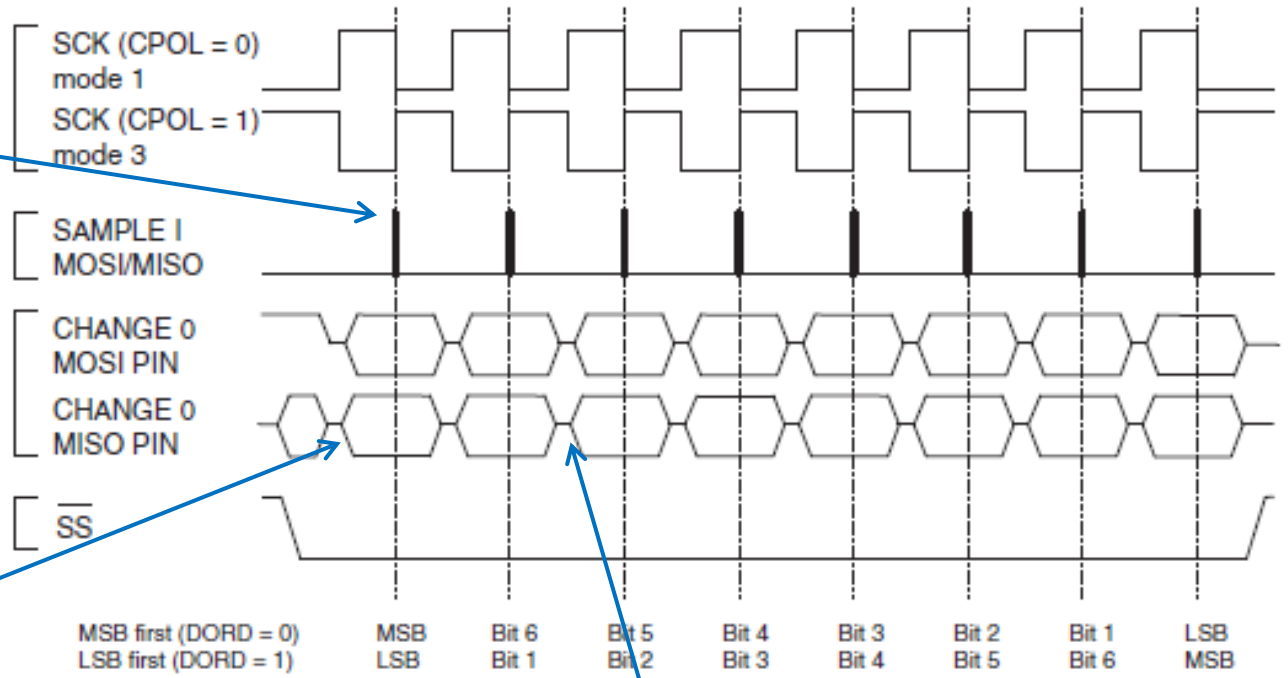 SCK (CPOL = 0)
mode 1
SCK (CPOL = 1)
mode 3
SAMPLE I
MOSI/MISO
CHANGE 0
MOSI PIN
CHANGE 0
MISO PIN
SS
MSB first (DORD = 0) MSB Bit 6 Bit 5 Bit 4 Bit 3 Bit 2 Bit 1 LSB
LSB first (DORD = 1) LSB Bit 1 Bit 2 Bit 3 Bit 4 Bit 5 Bit 6 MSB